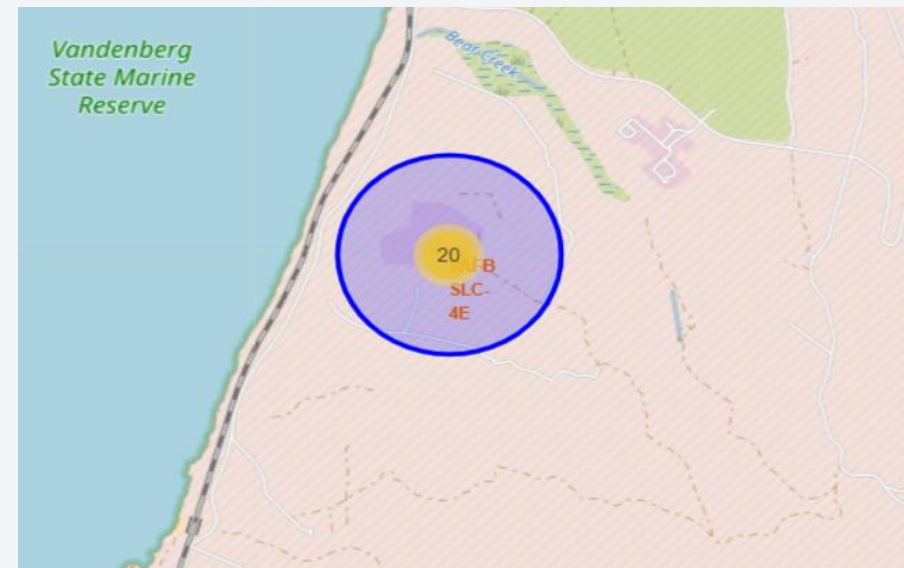 Vandenberg
State Marine
Reserve
Bear Creek
20
VAFB
SLC-
4E